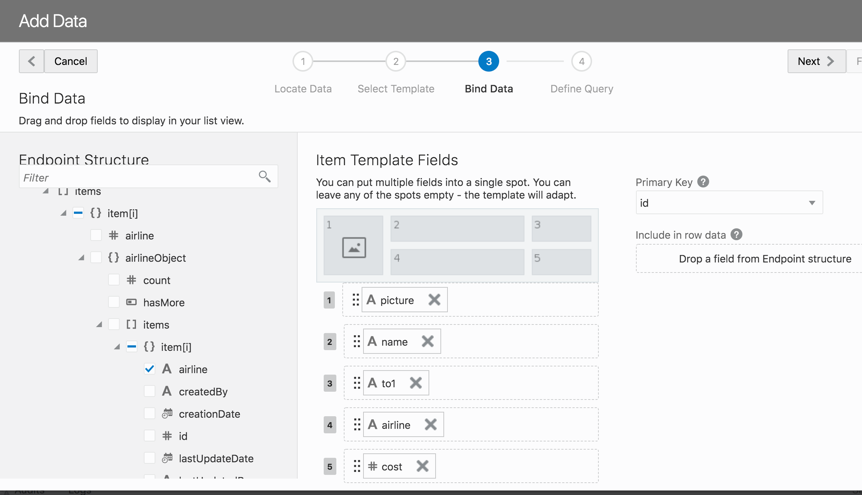 Add Data
Cancel
1
2
3
4
Next
Locate Data
Select Template
Bind Data
Define Query
Bind Data
Drag and drop fields to display in your list view.
Endpoint Structure
Filter
items
item[i]
airline
airlineObject
count
hasMore
items
item[i]
airline
createdBy
creationDate
id
lastUpdateDate
Item Template Fields
You can put multiple fields into a single spot. You can
leave any of the spots empty - the template will adapt.
1
2
3
4
5
1 A picture
2 A name
3 A to1
4 A airline
5 # cost
Primary Key ?
id
Include in row data ?
Drop a field from Endpoint structure